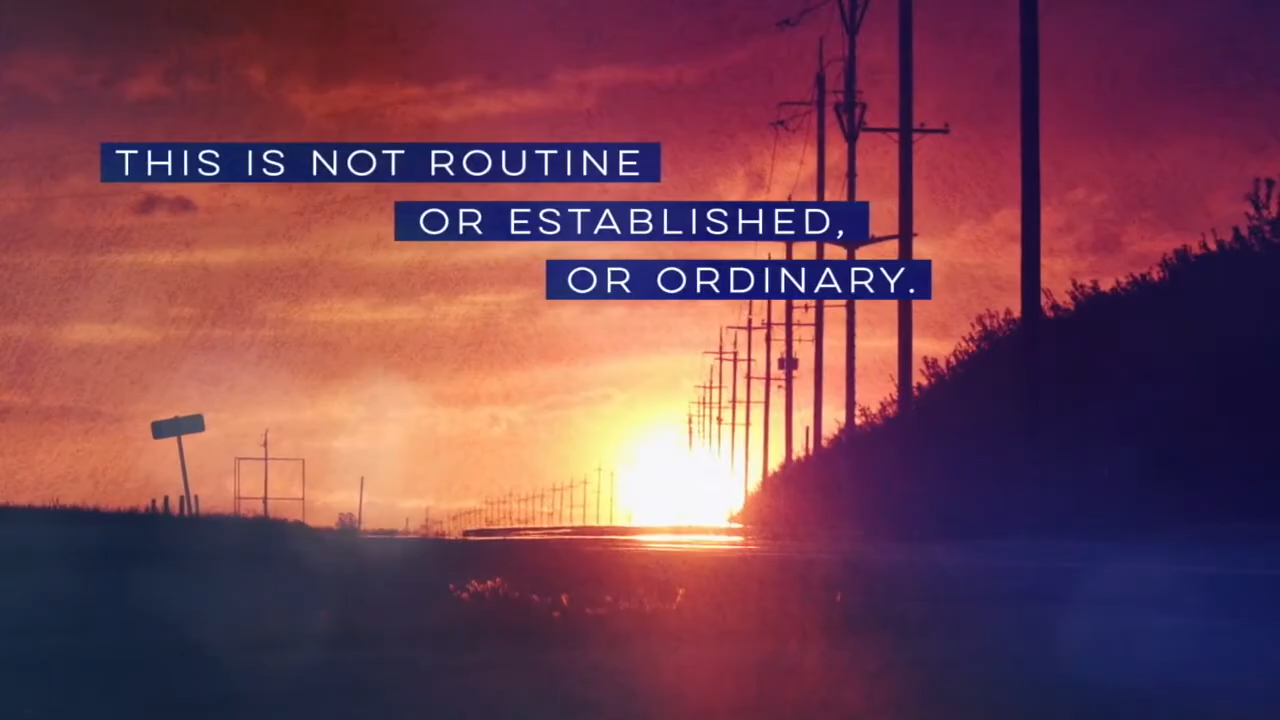 THIS IS NOT ROUTINE
OR ESTABLISHED,
OR ORDINARY.